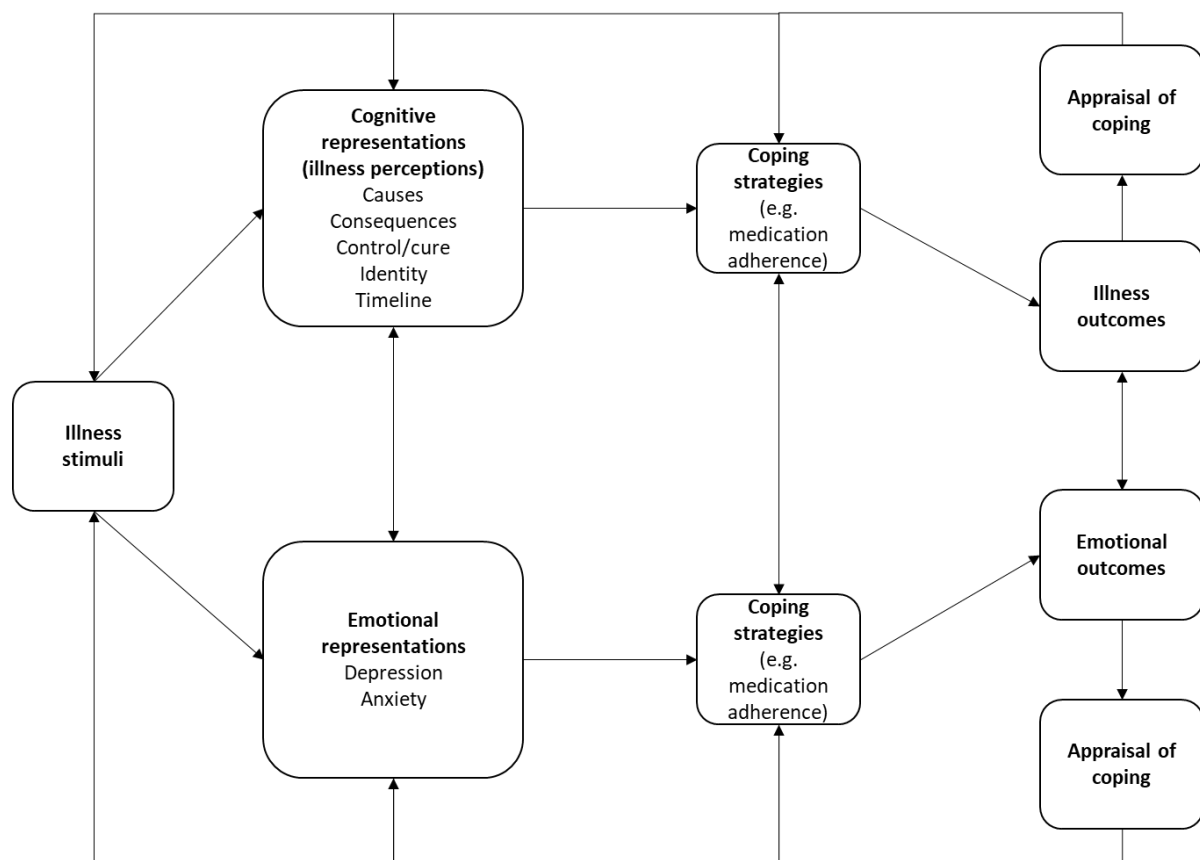 Cognitive
representations
(illness perceptions)
Causes
Consequences
Control/cure
Identity
Timeline
Coping
strategies
(e.g.
medication
adherence)
Appraisal of
coping
Illness
outcomes
Illness
stimuli
Emotional
representations
Depression
Anxiety
Coping
strategies
(e.g.
medication
adherence)
Emotional
outcomes
Appraisal of
coping